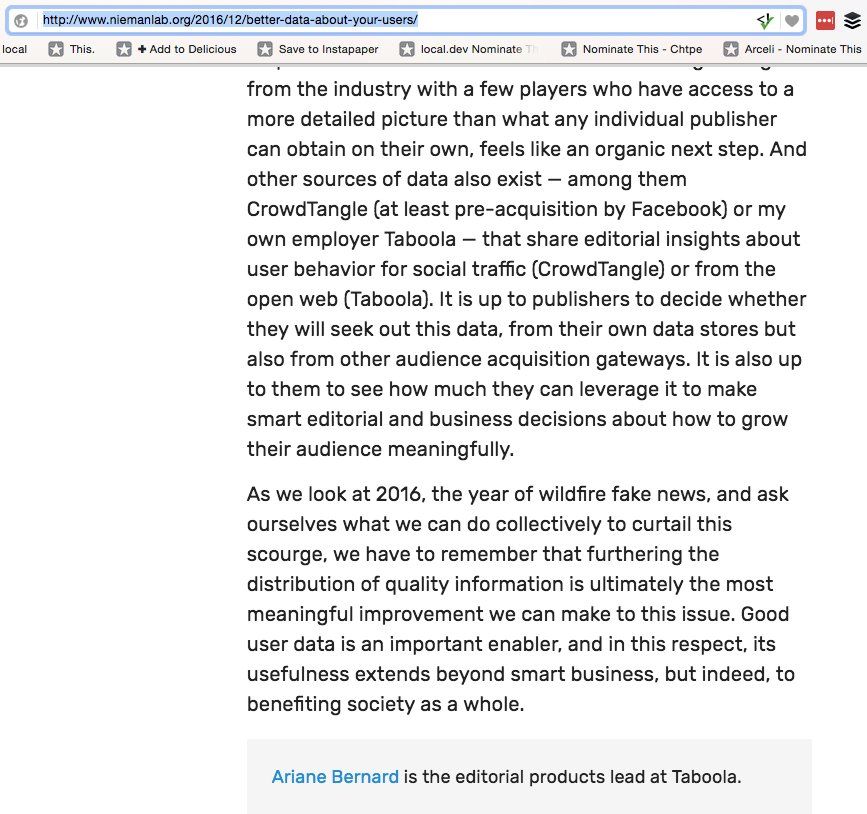 http://www.niemanlab.org/2016/12/better-data-about-your-users/
local This. + Add to Delicious Save to Instapaper local.dev Nominate Th Nominate This - Chtpe Arceli - Nominate This
from the industry with a few players who have access to a
more detailed picture than what any individual publisher
can obtain on their own, feels like an organic next step. And
other sources of data also exist — among them
CrowdTangle (at least pre-acquisition by Facebook) or my
own employer Taboola — that share editorial insights about
user behavior for social traffic (CrowdTangle) or from the
open web (Taboola). It is up to publishers to decide whether
they will seek out this data, from their own data stores but
also from other audience acquisition gateways. It is also up
to them to see how much they can leverage it to make
smart editorial and business decisions about how to grow
their audience meaningfully.
As we look at 2016, the year of wildfire fake news, and ask
ourselves what we can do collectively to curtail this
scourge, we have to remember that furthering the
distribution of quality information is ultimately the most
meaningful improvement we can make to this issue. Good
user data is an important enabler, and in this respect, its
usefulness extends beyond smart business, but indeed, to
benefiting society as a whole.
Ariane Bernard is the editorial products lead at Taboola.